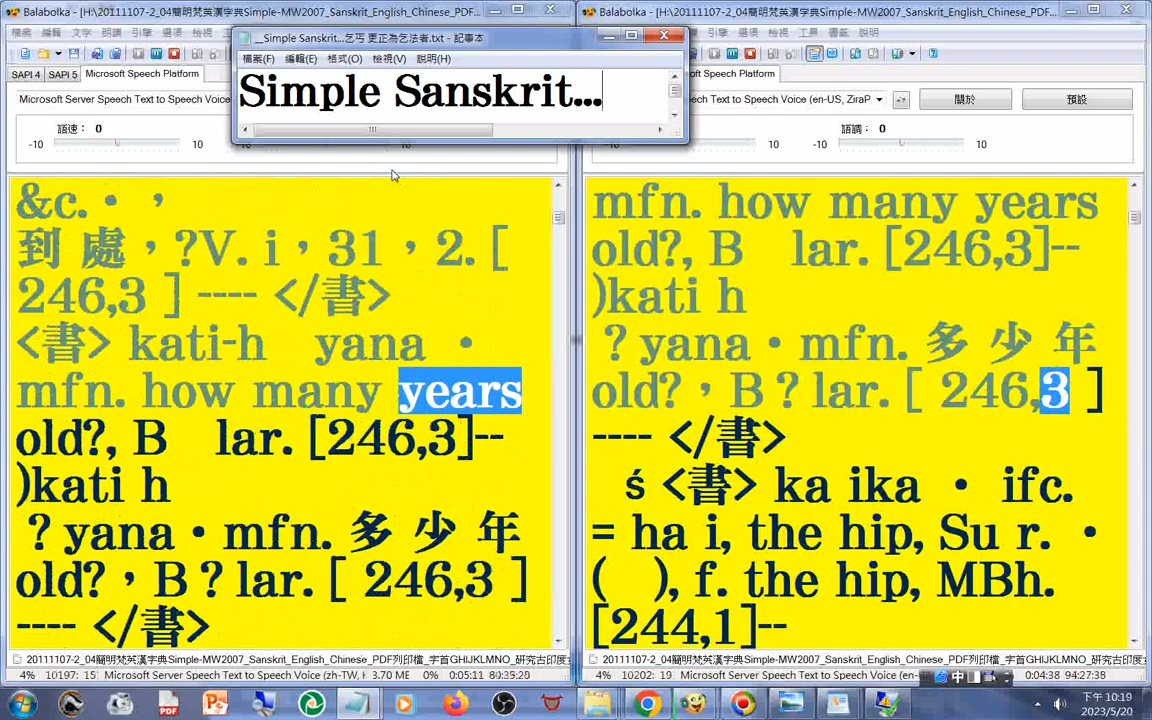 Balabolka - [H:\20111107-2_04簡明梵英漢字典Simple-MW2007_Sanskrit_English_Chinese_PDF...
Balabolka - [H:\20111107-2_04簡明梵英漢字典Simple-MW2007_Sanskrit_English_Chinese_PDF...
__Simple Sanskrit...乞丐 更正為乞法者.txt - 記事本
檔案(F) 編輯(E) 格式(O) 檢視(V) 說明(H)
Simple Sanskrit...
SAPI 4 SAPI 5 Microsoft Speech Platform
Microsoft Server Speech Text to Speech Voice
Text to Speech Voice (en-US, ZiraP
關於 預設
語速： 0
-10 10
語調： 0
-10 10
&c.·，
到 處，?V. i，31，2. [
246,3 ] ---- </書>
<書> kati-h yana ·
mfn. how many years
old?, B lar. [246,3]--
)kati h
？yana·mfn. 多 少 年
old?，B？lar. [ 246,3 ]
---- </書>
mfn. how many years
old?, B lar. [246,3]--
)kati h
？yana·mfn. 多 少 年
old?，B？lar. [ 246,3 ]
---- </書>
ś <書> ka ika · ifc.
= ha i, the hip, Su r. ·
( ), f. the hip, MBh.
[244,1]--
20111107-2_04簡明梵英漢字典Simple-MW2007_Sanskrit_English_Chinese_PDF列印檔_字首GHIJKLMNO_研究古印度
20111107-2_04簡明梵英漢字典Simple-MW2007_Sanskrit_English_Chinese_PDF列印檔_字首GHIJKLMNO_研究古印度
4% 10197: 15 Microsoft Server Speech Text to Speech Voice (zh-TW, 3.70 ME 0% 0:05:11
4% 10202: 19 Microsoft Server Speech Text to Speech Voice 0:04:38 94:27:38
中
下午 10:19
2023/5/20